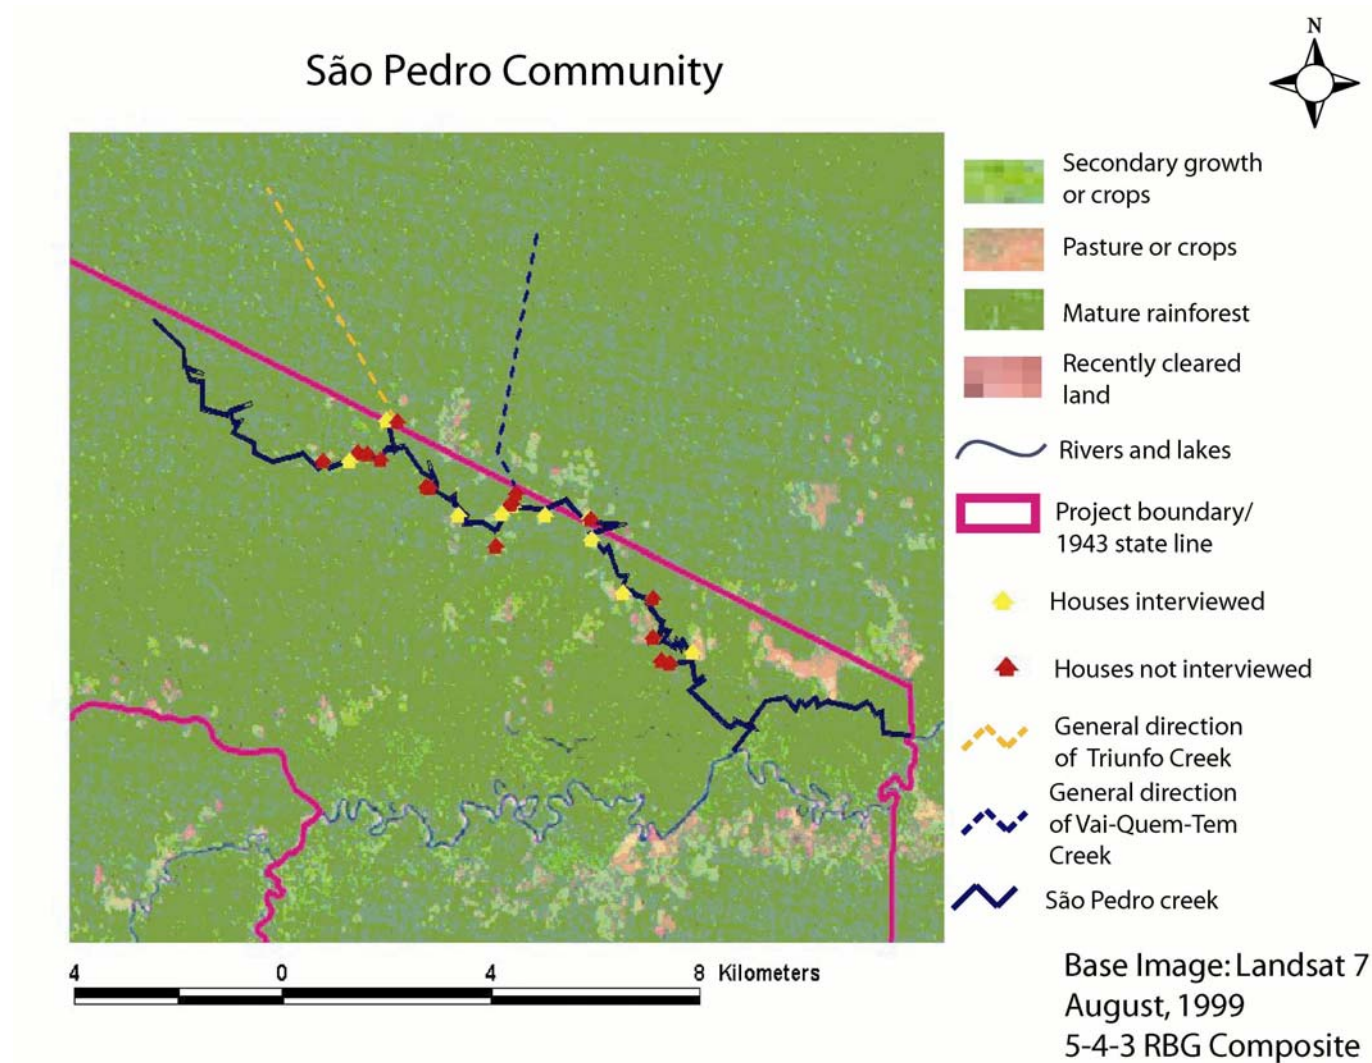 N
São Pedro Community
Secondary growth
or crops
Pasture or crops
Mature rainforest
Recently cleared
land
Rivers and lakes
Project boundary/
1943 state line
Houses interviewed
Houses not interviewed
General direction
of Triunfo Creek
General direction
of Vai-Quem-Tem
Creek
São Pedro creek
4 0 4 8 Kilometers
Base Image: Landsat 7
August, 1999
5-4-3 RBG Composite